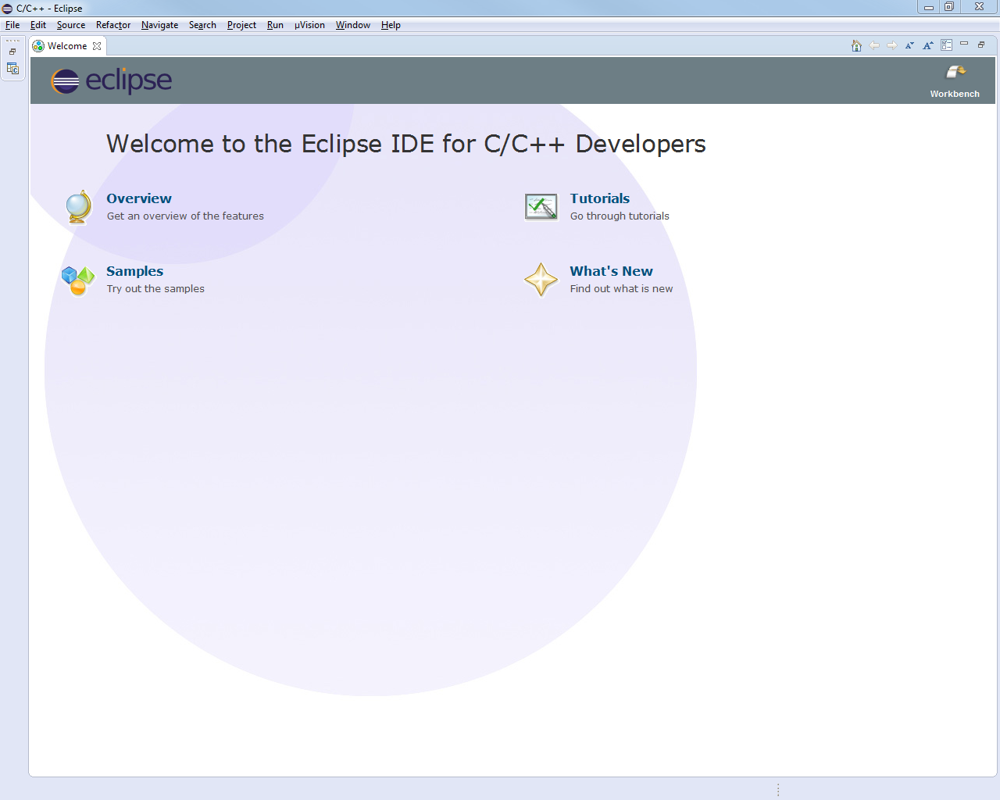 C/C++ - Eclipse
File Edit Source Refactor Navigate Search Project Run µVision Window Help
Welcome
eclipse
Workbench
Welcome to the Eclipse IDE for C/C++ Developers
Overview
Get an overview of the features
Tutorials
Go through tutorials
Samples
Try out the samples
What's New
Find out what is new